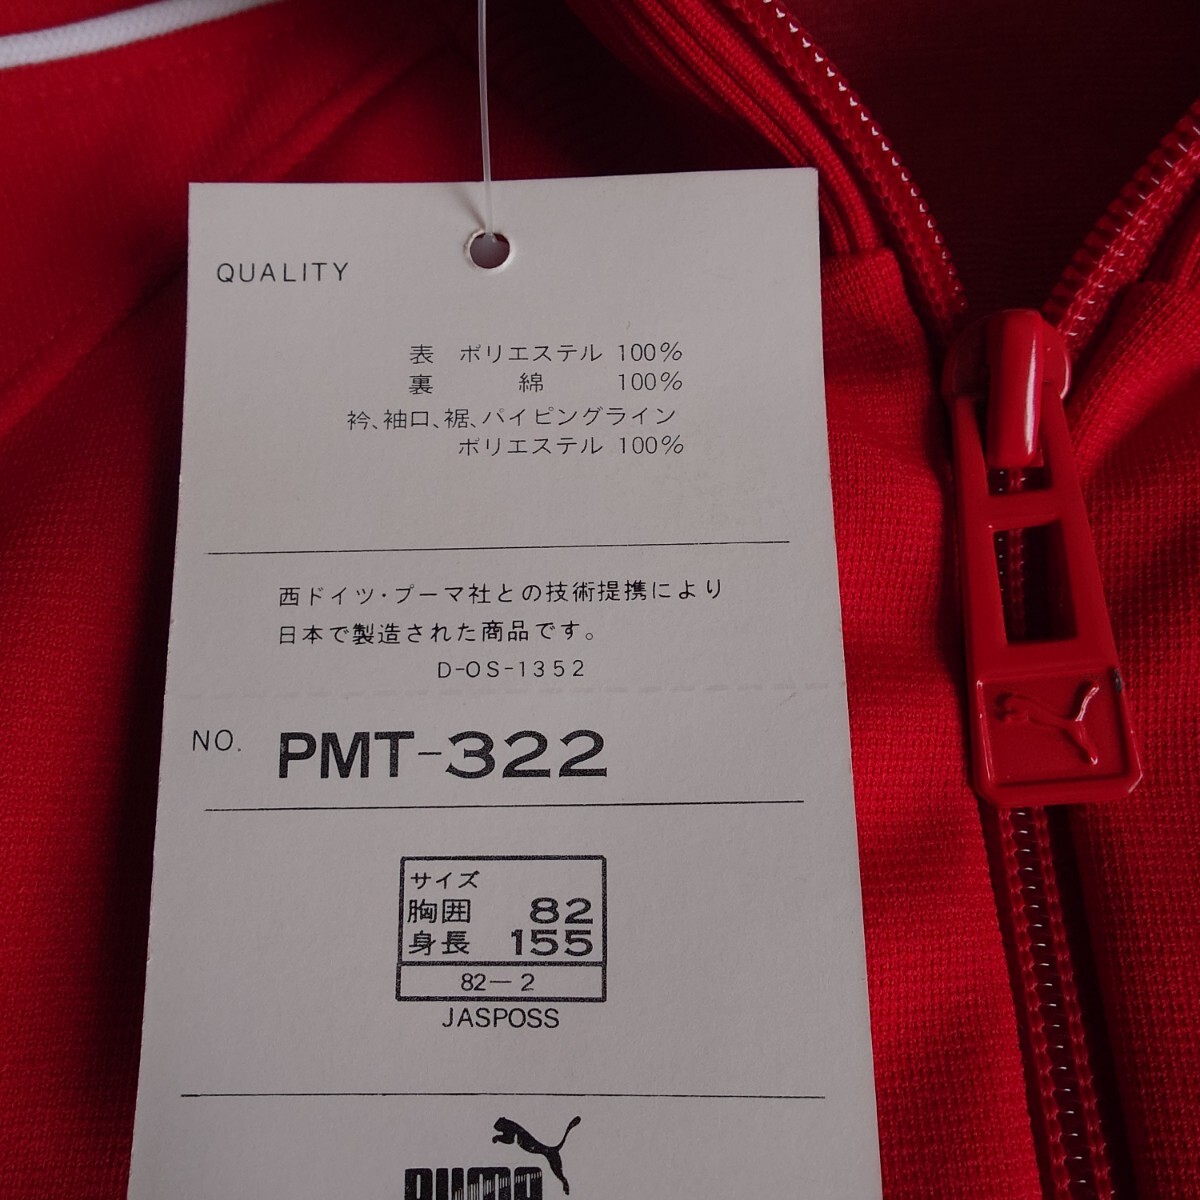 QUALITY
表 ポリエステル 100%
裏 綿 100%
衿、袖口、裾、パイピングライン
ポリエステル 100%
西ドイツ・プーマ社との技術提携により
日本で製造された商品です。
D-OS-1352
NO. PMT-322
サイズ
胸囲 82
身長 155
82-2
JASPOSS
PUMA